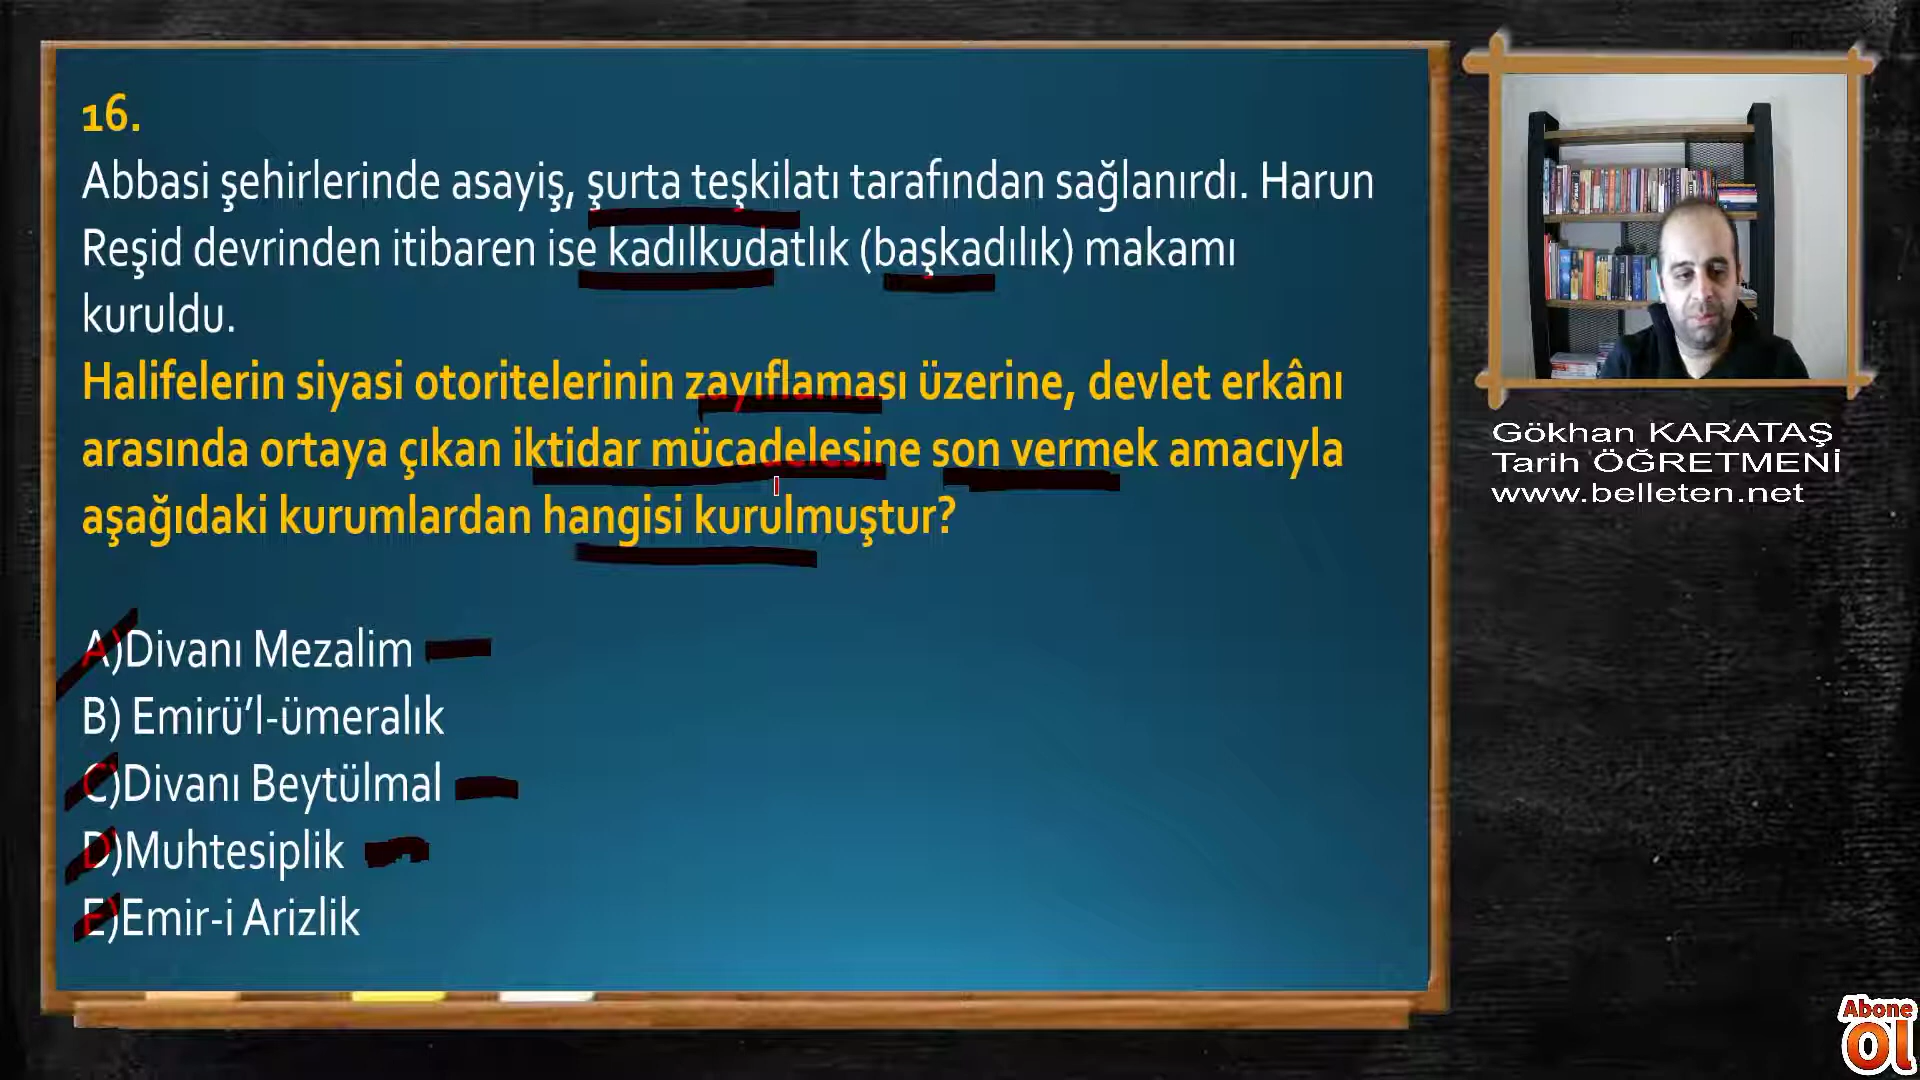 16.
Abbasi şehirlerinde asayiş, şurta teşkilatı tarafından sağlanırdı. Harun
Reşid devrinden itibaren ise kadılkudatlık (başkadılık) makamı
kuruldu.
Halifelerin siyasi otoritelerinin zayıflaması üzerine, devlet erkânı
arasında ortaya çıkan iktidar mücadelesine son vermek amacıyla
aşağıdaki kurumlardan hangisi kurulmuştur?
A)Divanı Mezalim
B) Emirü’l-ümeralık
C)Divanı Beytülmal
D)Muhtesiplik
E)Emir-i Arizlik
Gökhan KARATAŞ
Tarih ÖĞRETMENİ
www.belleten.net
Abone
Ol